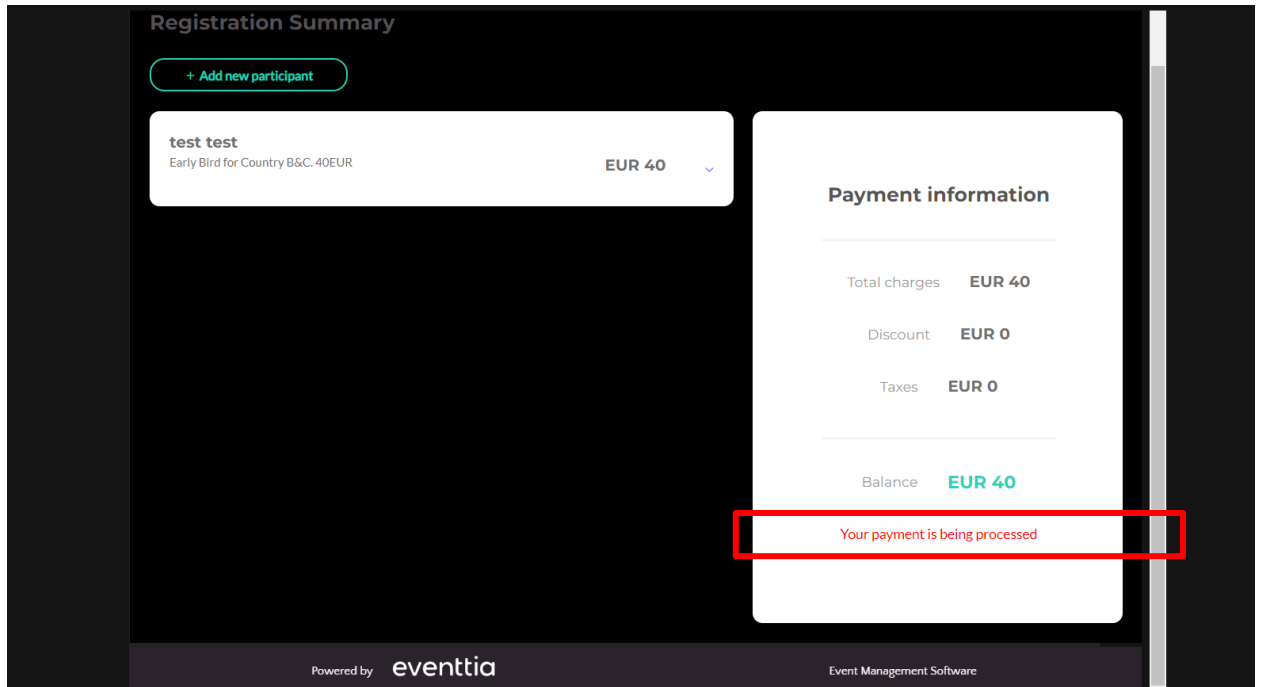 Registration Summary
+ Add new participant
test test
Early Bird for Country B&C. 40EUR
EUR 40
Payment information
Total charges EUR 40
Discount EUR 0
Taxes EUR 0
Balance EUR 40
Your payment is being processed
Powered by eventtia
Event Management Software